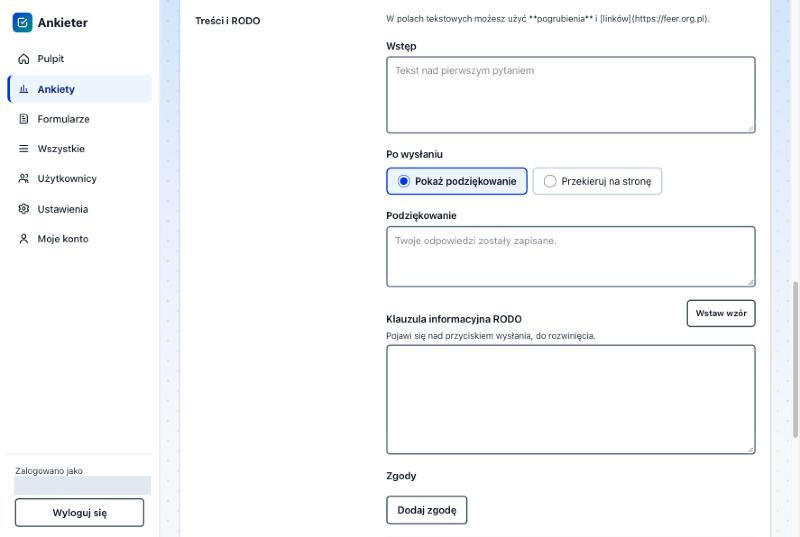 Ankieter
Pulpit
Ankiety
Formularze
Wszystkie
Użytkownicy
Ustawienia
Moje konto
Zalogowano jako
Wyloguj się
Treści i RODO
W polach tekstowych możesz użyć **pogrubienia** i [linków](https://feer.org.pl).
Wstęp
Tekst nad pierwszym pytaniem
Po wysłaniu
Pokaż podziękowanie
Przekieruj na stronę
Podziękowanie
Twoje odpowiedzi zostały zapisane.
Klauzula informacyjna RODO
Wstaw wzór
Pojawi się nad przyciskiem wysłania, do rozwinięcia.
Zgody
Dodaj zgodę